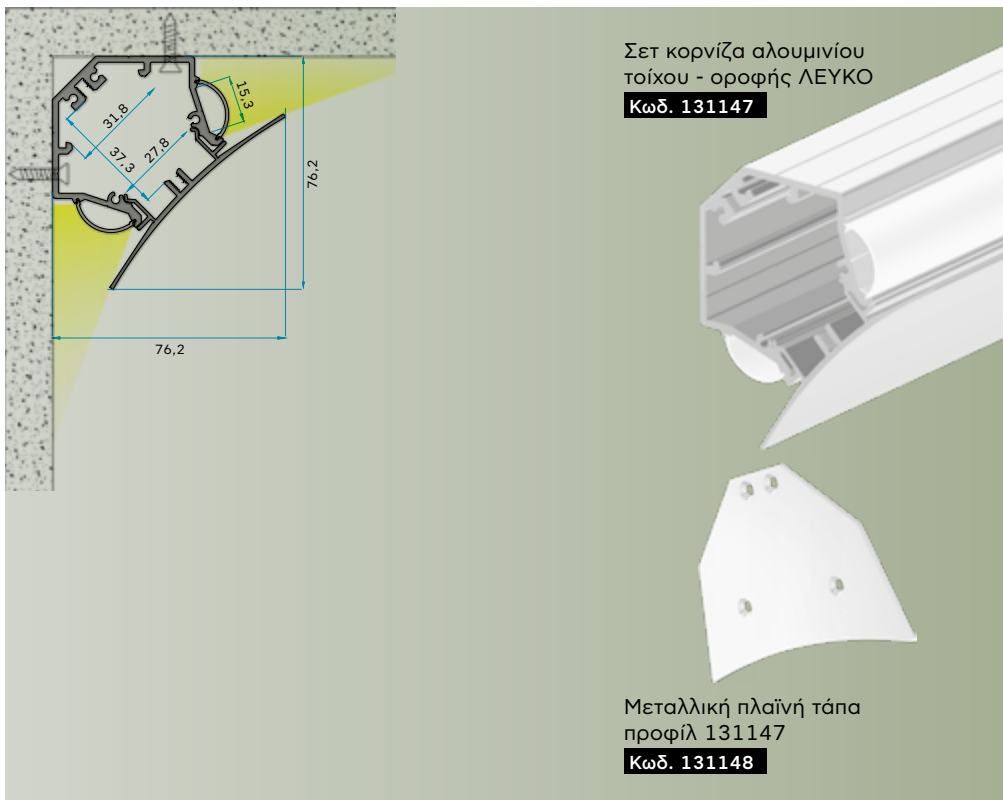 31,8
37,3
27,8
15,3
76,2
76,2
Σετ κορνίζα αλουμινίου
τοίχου - οροφής ΛΕΥΚΟ
Κωδ. 131147
Μεταλλική πλαϊνή τάπα
προφίλ 131147
Κωδ. 131148